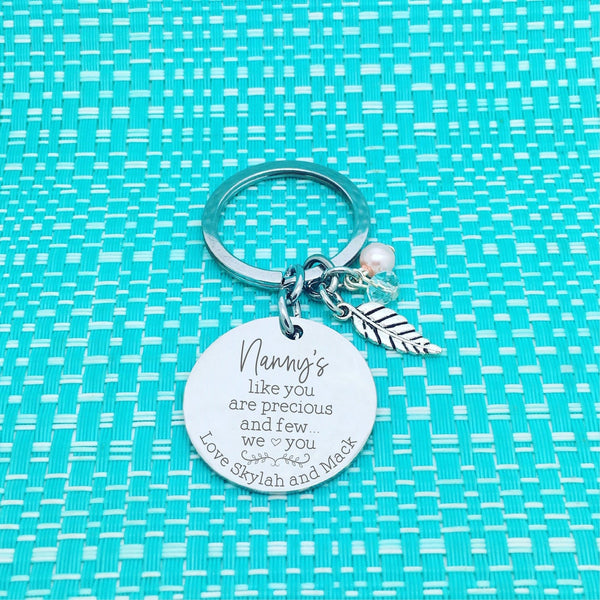 Nanny's
like you
are precious
and few...
we ♡ you
Love Skylah and Mack